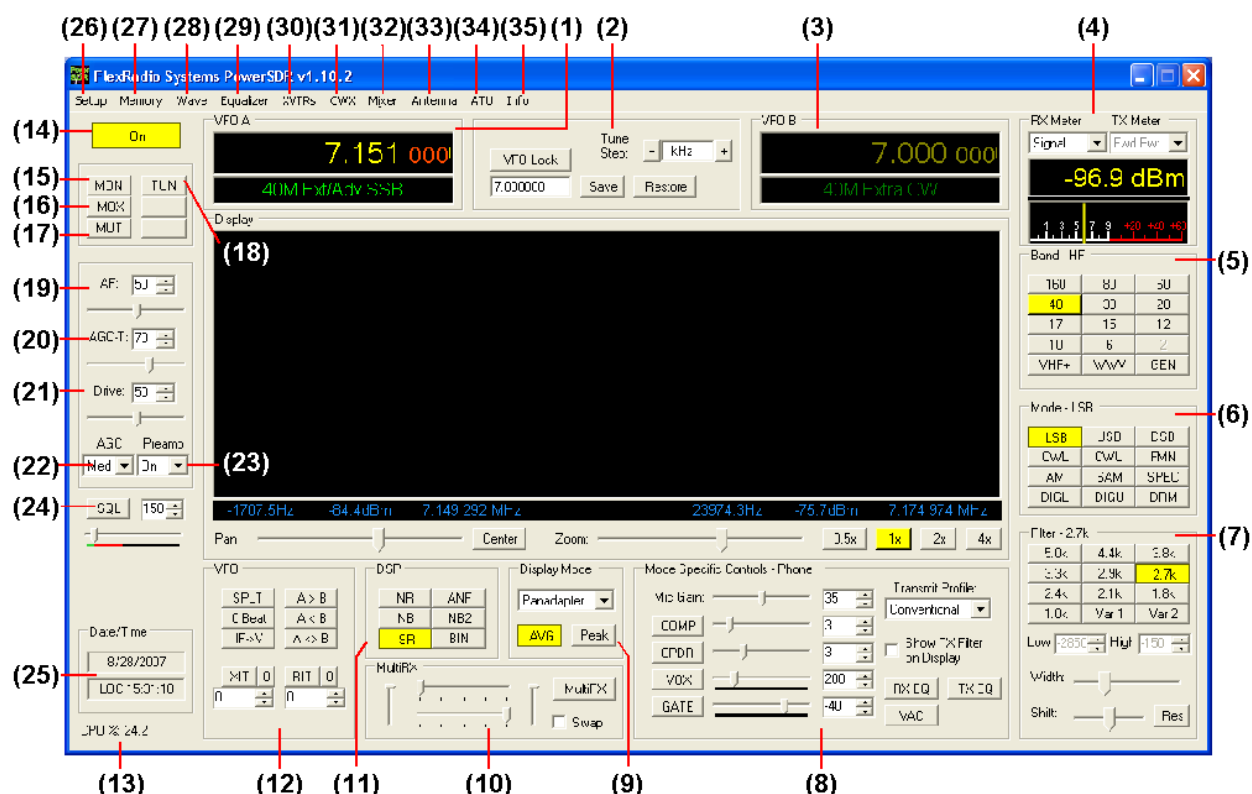 (26) (27) (28) (29) (30) (31) (32) (33) (34) (35) (1) (2) (3) (4)
FlexRadio Systems PowerSDR v1.10.2
Setup Memory Wave Equalizer XVTRs CWX Mixer Antenna ATU Info
(14)
On
VFO A
7.151 000
40M Ext/Adv SSB
VFO Lock
Tune Step:
- kHz +
7.000000
Save
Restore
VFO B
7.000 000
40M Extra CW
RX Meter TX Meter
Signal
Fwd Pwr
-96.9 dBm
1 3 5 7 9 +20 +40 +60
(15)
MON TUN
(16)
MOX
(17)
MUT
(18)
Display
Band - HF
(5)
160 80 60
40 30 20
17 15 12
10 6 2
VHF+ WWV GEN
(19)
AF: 50
(20)
AGC-T: 70
(21)
Drive: 50
AGC Preamp
(22)
Med On
(23)
(24)
SQL 150
Mode - LSB
(6)
LSB USB DSB
CWL CWU FMN
AM SAM SPEC
DIGL DIGU DRM
-1707.5Hz -84.4dBm 7.149 292 MHz 23974.3Hz -75.7dBm 7.174 974 MHz
Pan Center Zoom: 0.5x 1x 2x 4x
Filter - 2.7k
(7)
5.0k 4.4k 3.8k
3.3k 2.9k 2.7k
2.4k 2.1k 1.8k
1.0k Var 1 Var 2
Low -2850 High -150
Width:
Shift: Res
VFO
SPLT A > B
0 Beat A < B
IF->V A <> B
XIT 0 RIT 0
0 0
DSP
NR ANF
NB NB2
SR BIN
Display Mode
Panadapter
AVG Peak
MultiRX
MultiRX
Swap
Mode Specific Controls - Phone
Mic Gain: 35
COMP 3
CPDR 3
VOX 200
GATE -40
Transmit Profile:
Conventional
Show TX Filter on Display
RX EQ TX EQ
VAC
Date/Time
(25)
8/28/2007
LOC 15:01:10
CPU %: 24.2
(13) (12) (11) (10) (9) (8)